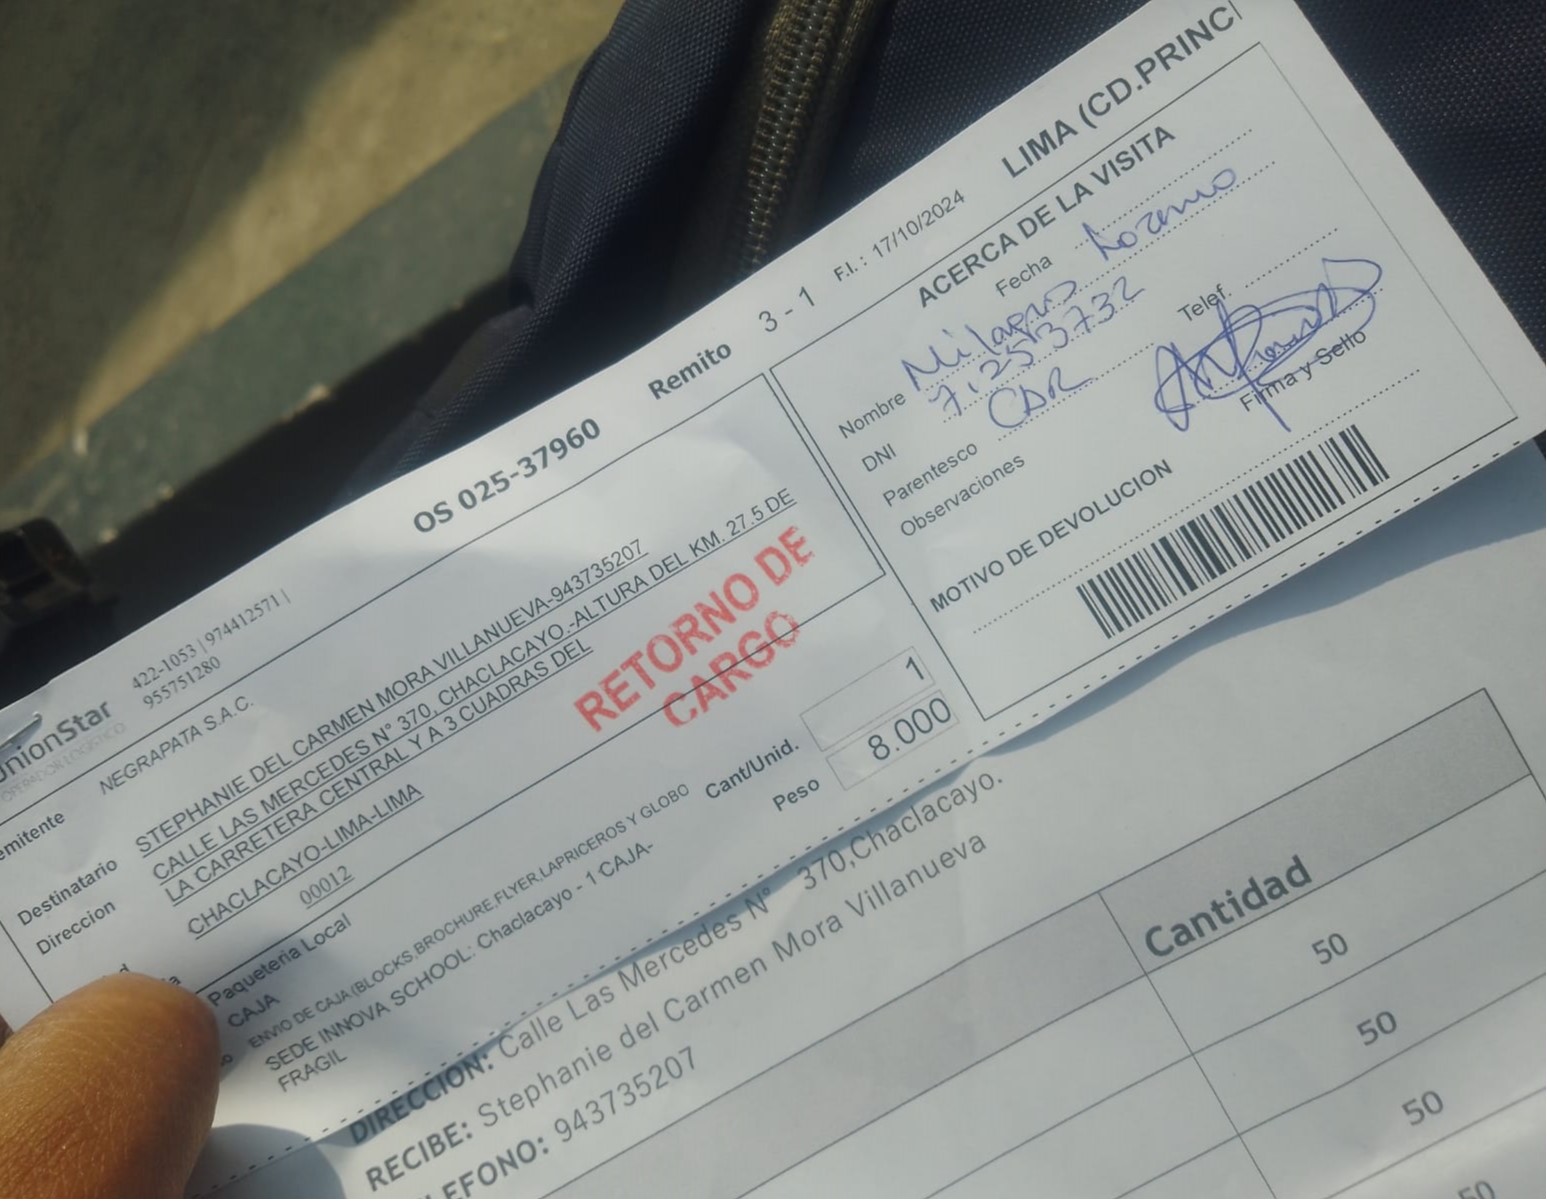 LIMA (CD.PRINC
OS 025-37960
Remito 3 - 1 F.I. : 17/10/2024
UnionStar
OPERADOR LOGISTICO
422-1053 | 974412571 |
955751280
NEGRAPATA S.A.C.
Destinatario STEPHANIE DEL CARMEN MORA VILLANUEVA-943735207
Direccion CALLE LAS MERCEDES N° 370, CHACLACAYO.-ALTURA DEL KM. 27.5 DE
LA CARRETERA CENTRAL Y A 3 CUADRAS DEL
CHACLACAYO-LIMA-LIMA
00012
Paqueteria Local
CAJA
ENVIO DE CAJA(BLOCKS,BROCHURE,FLYER,LAPRICEROS Y GLOBO
SEDE INNOVA SCHOOL: Chaclacayo - 1 CAJA-
FRAGIL
RETORNO DE
CARGO
Cant/Unid. 1
Peso 8.000
ACERCA DE LA VISITA
Fecha
Nombre Milagros
DNI
Telef.
Parentesco
Observaciones
Firma y Sello
MOTIVO DE DEVOLUCION
DIRECCION: Calle Las Mercedes N° 370,Chaclacayo.
RECIBE: Stephanie del Carmen Mora Villanueva
943735207
Cantidad
50
50
50
50